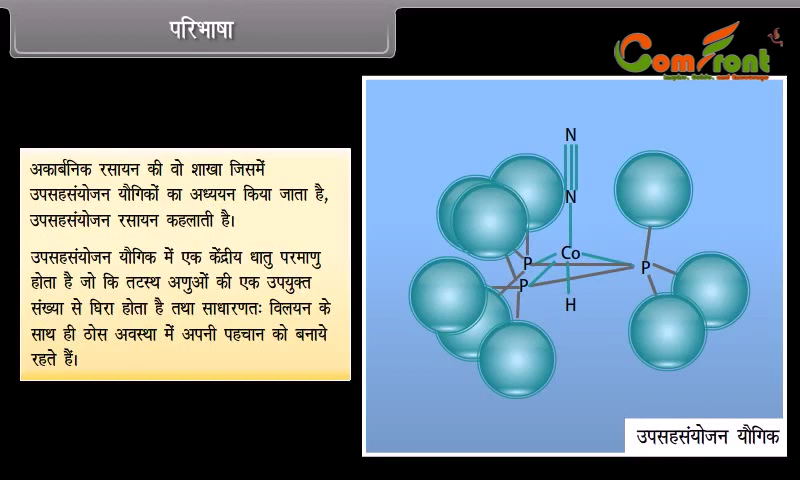 परिभाषा
ComFront
अकार्बनिक रसायन की वो शाखा जिसमें
उपसहसंयोजन यौगिकों का अध्ययन किया जाता है,
उपसहसंयोजन रसायन कहलाती है।
उपसहसंयोजन यौगिक में एक केंद्रीय धातु परमाणु
होता है जो कि तटस्थ अणुओं की एक उपयुक्त
संख्या से घिरा होता है तथा साधारणतः विलयन के
साथ ही ठोस अवस्था में अपनी पहचान को बनाये
रहते हैं।
N
N
Co
P
P
P
H
उपसहसंयोजन यौगिक